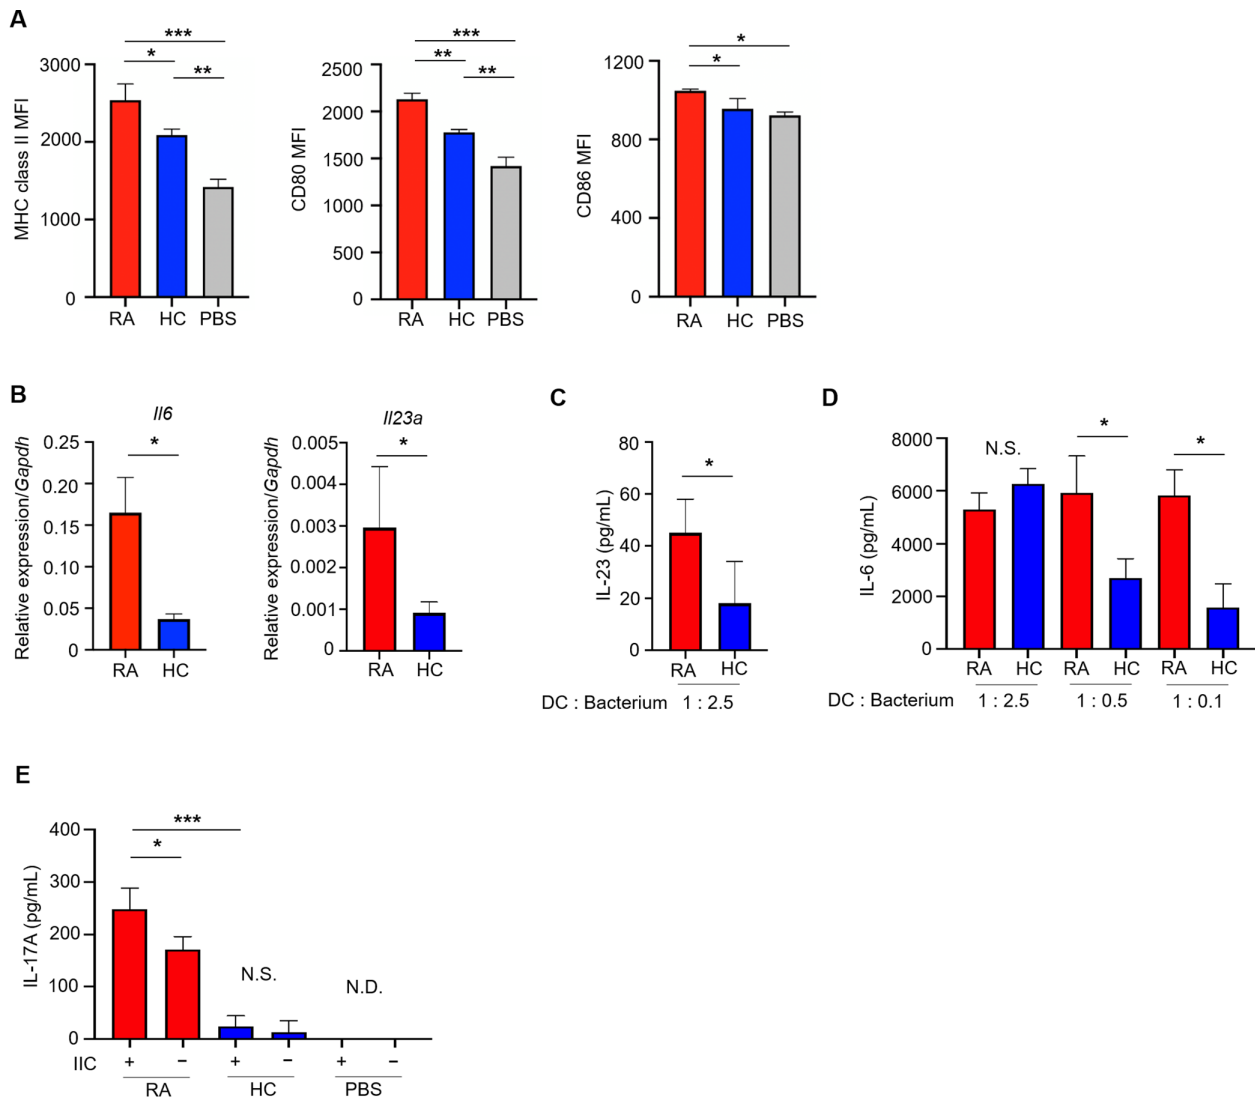 A
MHC class II MFI
3000
2000
1000
0
***
*
**
RA HC PBS
CD80 MFI
2500
2000
1500
1000
500
0
***
**
**
RA HC PBS
CD86 MFI
1200
800
400
0
*
*
RA HC PBS
B
Il6
Relative expression/Gapdh
0.25
0.20
0.15
0.10
0.05
0
*
RA HC
Il23a
Relative expression/Gapdh
0.005
0.004
0.003
0.002
0.001
0
*
RA HC
C
IL-23 (pg/mL)
80
60
40
20
0
*
RA HC
DC : Bacterium 1 : 2.5
D
IL-6 (pg/mL)
8000
6000
4000
2000
0
N.S.
*
*
RA HC RA HC RA HC
DC : Bacterium 1 : 2.5 1 : 0.5 1 : 0.1
E
IL-17A (pg/mL)
400
300
200
100
0
***
*
N.S.
N.D.
IIC + − + − + −
RA HC PBS